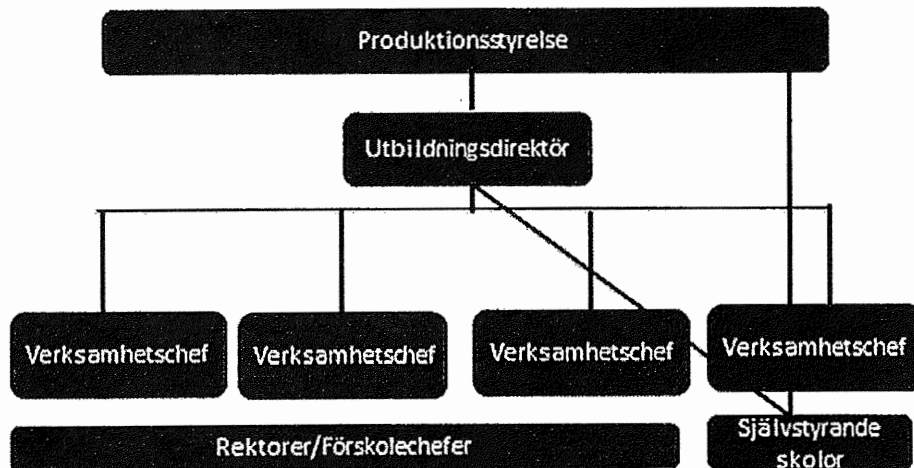 Produktionsstyrelse
Utbildningsdirektör
Verksamhetschef
Verksamhetschef
Verksamhetschef
Verksamhetschef
Rektorer/Förskolechefer
Självstyrande
skolor